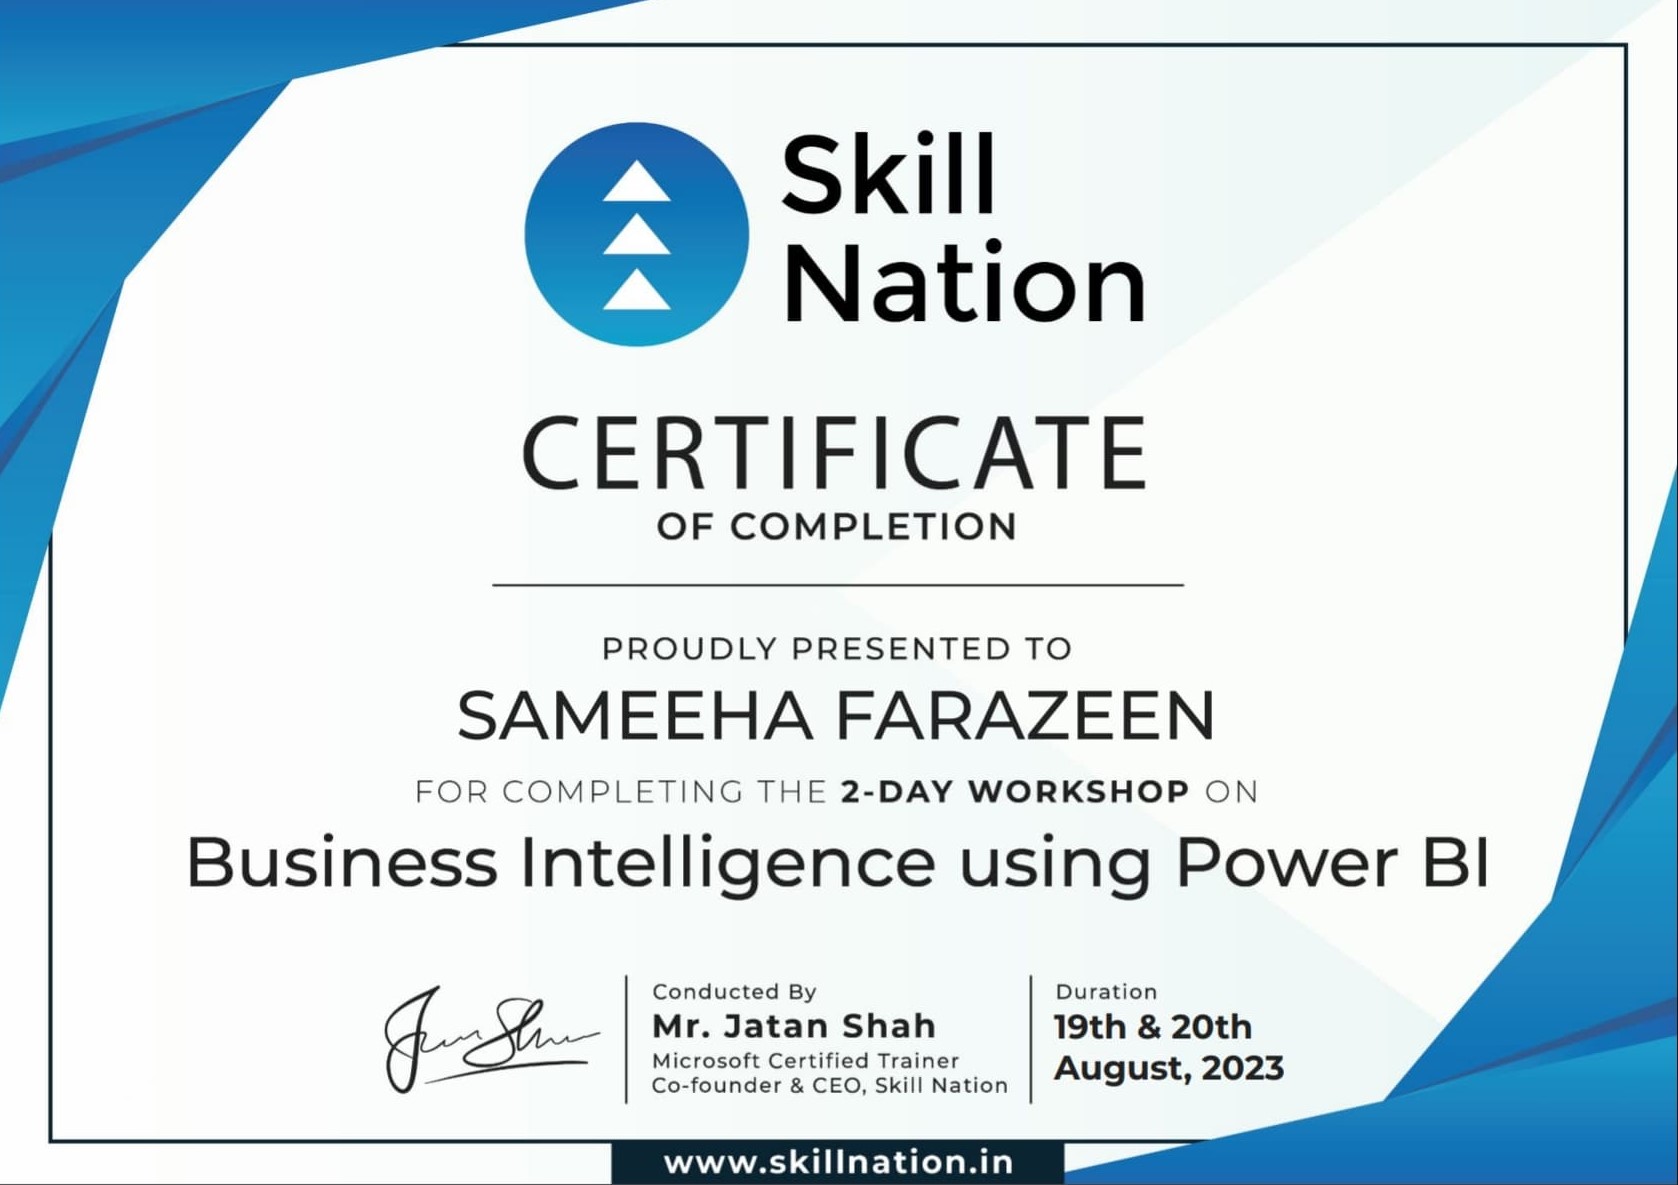 Skill
Nation
CERTIFICATE
OF COMPLETION
PROUDLY PRESENTED TO
SAMEEHA FARAZEEN
FOR COMPLETING THE 2-DAY WORKSHOP ON
Business Intelligence using Power BI
Conducted By
Mr. Jatan Shah
Microsoft Certified Trainer
Co-founder & CEO, Skill Nation
Duration
19th & 20th
August, 2023
www.skillnation.in